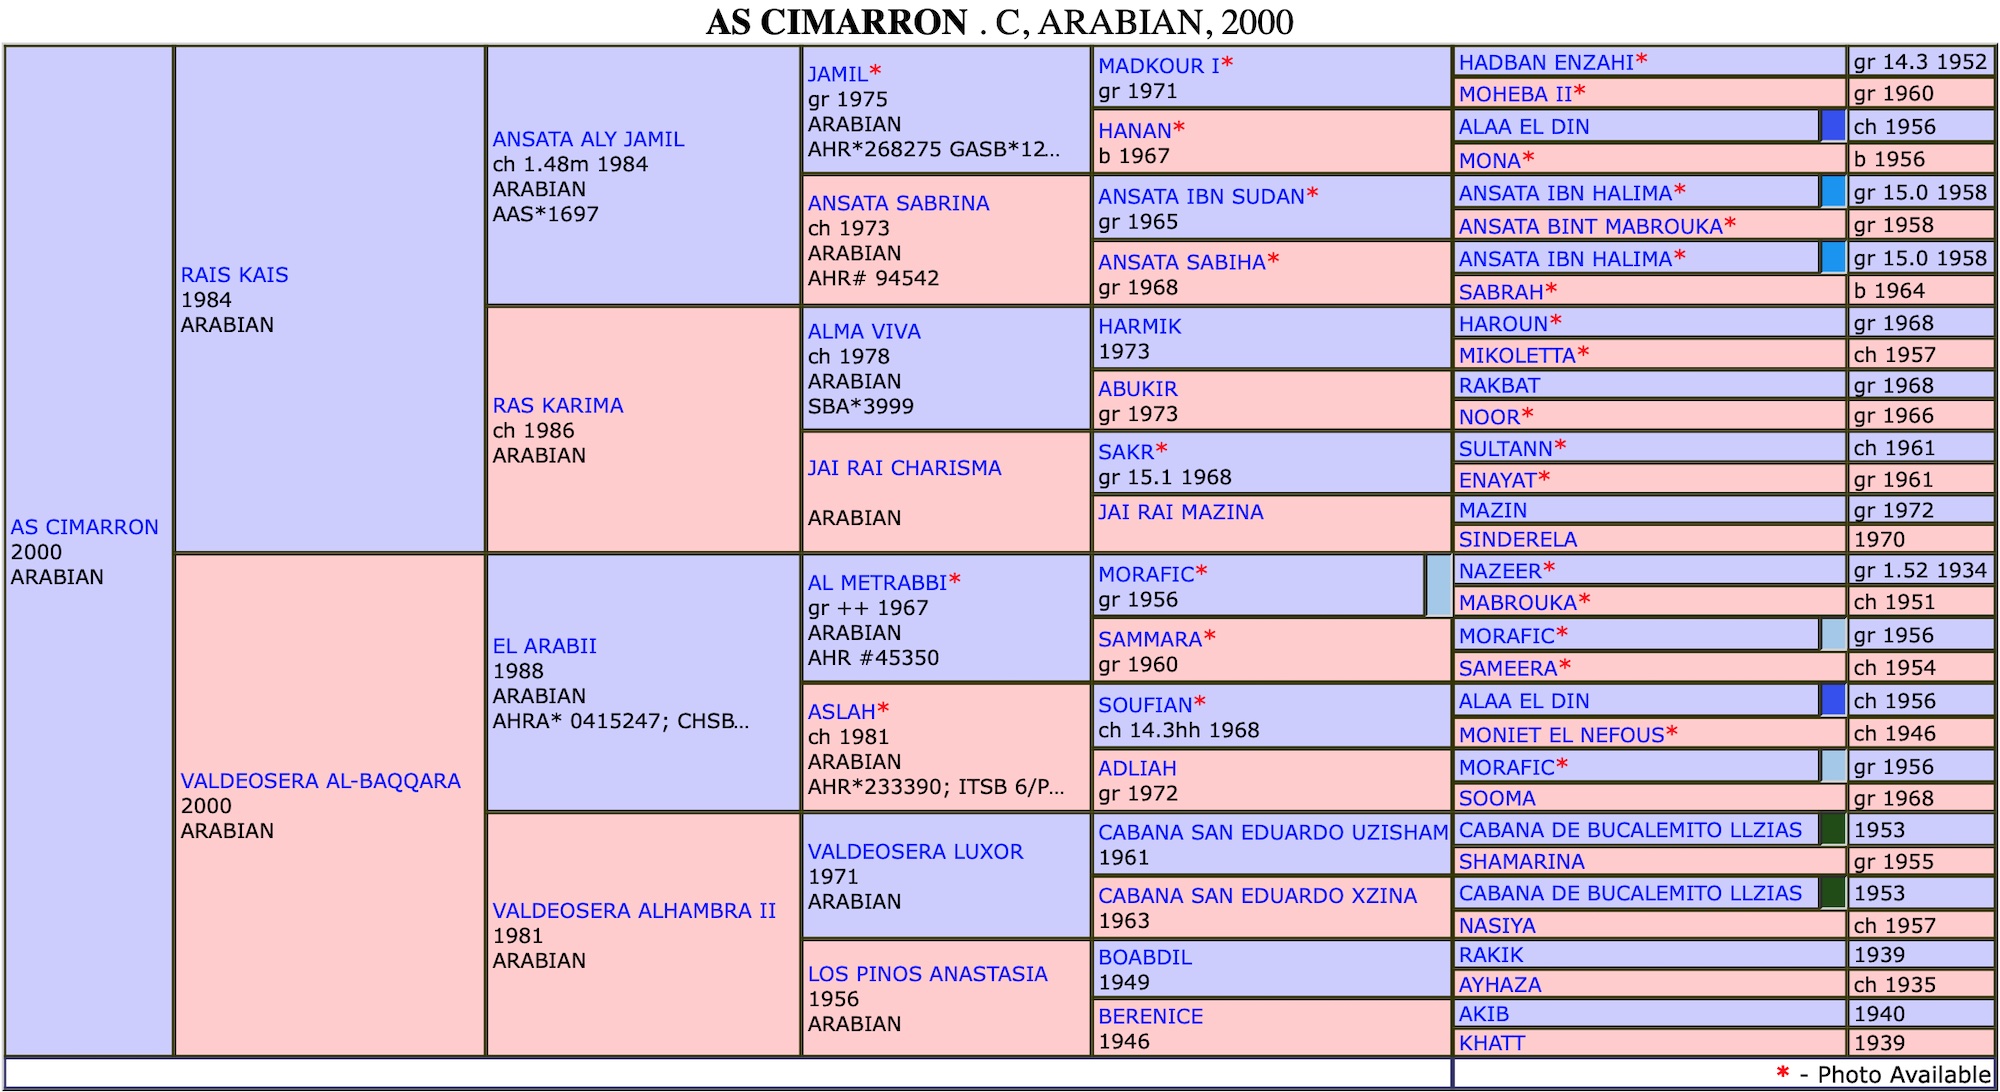 AS CIMARRON . C, ARABIAN, 2000
AS CIMARRON
2000
ARABIAN
RAIS KAIS
1984
ARABIAN
VALDEOSERA AL-BAQQARA
2000
ARABIAN
ANSATA ALY JAMIL
ch 1.48m 1984
ARABIAN
AAS*1697
RAS KARIMA
ch 1986
ARABIAN
EL ARABII
1988
ARABIAN
AHRA* 0415247; CHSB...
VALDEOSERA ALHAMBRA II
1981
ARABIAN
JAMIL*
gr 1975
ARABIAN
AHR*268275 GASB*12...
ANSATA SABRINA
ch 1973
ARABIAN
AHR# 94542
ALMA VIVA
ch 1978
ARABIAN
SBA*3999
JAI RAI CHARISMA
ARABIAN
AL METRABBI*
gr ++ 1967
ARABIAN
AHR #45350
ASLAH*
ch 1981
ARABIAN
AHR*233390; ITSB 6/P...
VALDEOSERA LUXOR
1971
ARABIAN
LOS PINOS ANASTASIA
1956
ARABIAN
MADKOUR I*
gr 1971
HANAN*
b 1967
ANSATA IBN SUDAN*
gr 1965
ANSATA SABIHA*
gr 1968
HARMIK
1973
ABUKIR
gr 1973
SAKR*
gr 15.1 1968
JAI RAI MAZINA
MORAFIC*
gr 1956
SAMMARA*
gr 1960
SOUFIAN*
ch 14.3hh 1968
ADLIAH
gr 1972
CABANA SAN EDUARDO UZISHAM
1961
CABANA SAN EDUARDO XZINA
1963
BOABDIL
1949
BERENICE
1946
HADBAN ENZAHI* gr 14.3 1952
MOHEBA II* gr 1960
ALAA EL DIN ch 1956
MONA* b 1956
ANSATA IBN HALIMA* gr 15.0 1958
ANSATA BINT MABROUKA* gr 1958
ANSATA IBN HALIMA* gr 15.0 1958
SABRAH* b 1964
HAROUN* gr 1968
MIKOLETTA* ch 1957
RAKBAT gr 1968
NOOR* gr 1966
SULTANN* ch 1961
ENAYAT* gr 1961
MAZIN gr 1972
SINDERELA 1970
NAZEER* gr 1.52 1934
MABROUKA* ch 1951
MORAFIC* gr 1956
SAMEERA* ch 1954
ALAA EL DIN ch 1956
MONIET EL NEFOUS* ch 1946
MORAFIC* gr 1956
SOOMA gr 1968
CABANA DE BUCALEMITO LLZIAS 1953
SHAMARINA gr 1955
CABANA DE BUCALEMITO LLZIAS 1953
NASIYA ch 1957
RAKIK 1939
AYHAZA ch 1935
AKIB 1940
KHATT 1939
* - Photo Available